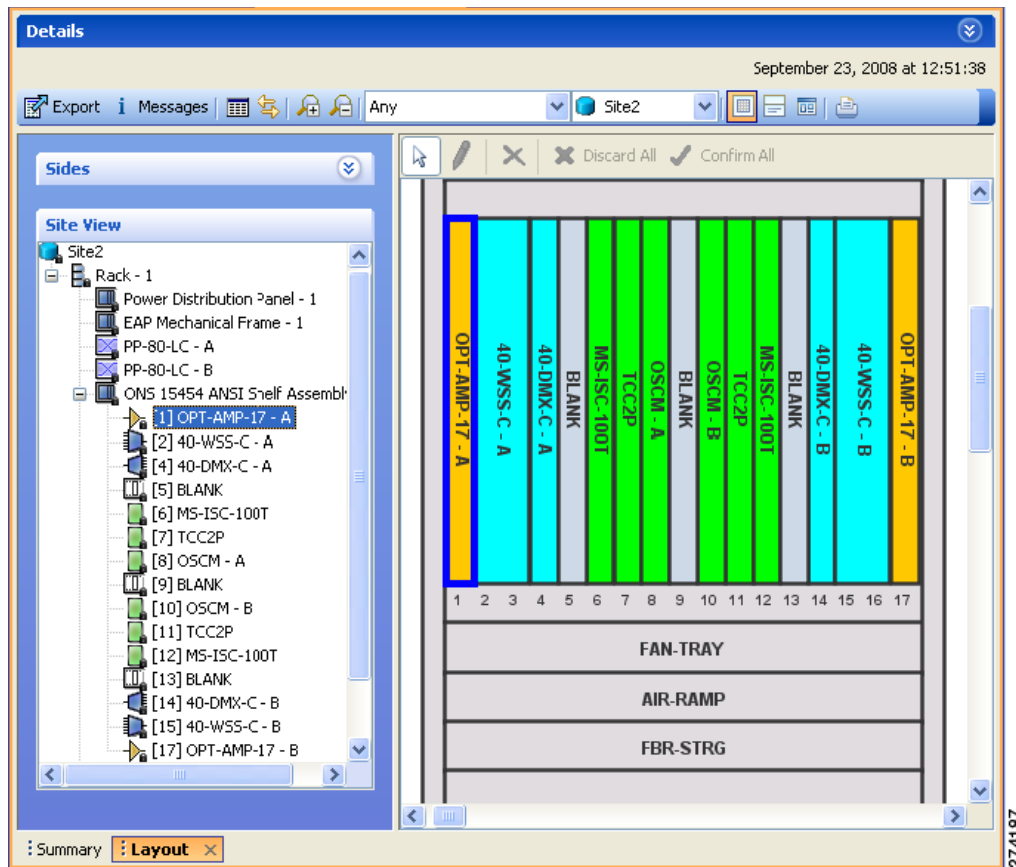 Details
September 23, 2008 at 12:51:38
Export i Messages Any Site2
Discard All Confirm All
Sides
Site View
Site2
Rack - 1
Power Distribution Panel - 1
EAP Mechanical Frame - 1
PP-80-LC - A
PP-80-LC - B
ONS 15454 ANSI Shelf Assembl
[1] OPT-AMP-17 - A
[2] 40-WSS-C - A
[4] 40-DMX-C - A
[5] BLANK
[6] MS-ISC-100T
[7] TCC2P
[8] OSCM - A
[9] BLANK
[10] OSCM - B
[11] TCC2P
[12] MS-ISC-100T
[13] BLANK
[14] 40-DMX-C - B
[15] 40-WSS-C - B
[17] OPT-AMP-17 - B
OPT-AMP-17 - A
40-WSS-C - A
40-DMX-C - A
BLANK
MS-ISC-100T
TCC2P
OSCM - A
BLANK
OSCM - B
TCC2P
MS-ISC-100T
BLANK
40-DMX-C - B
40-WSS-C - B
OPT-AMP-17 - B
1 2 3 4 5 6 7 8 9 10 11 12 13 14 15 16 17
FAN-TRAY
AIR-RAMP
FBR-STRG
Summary Layout
274197